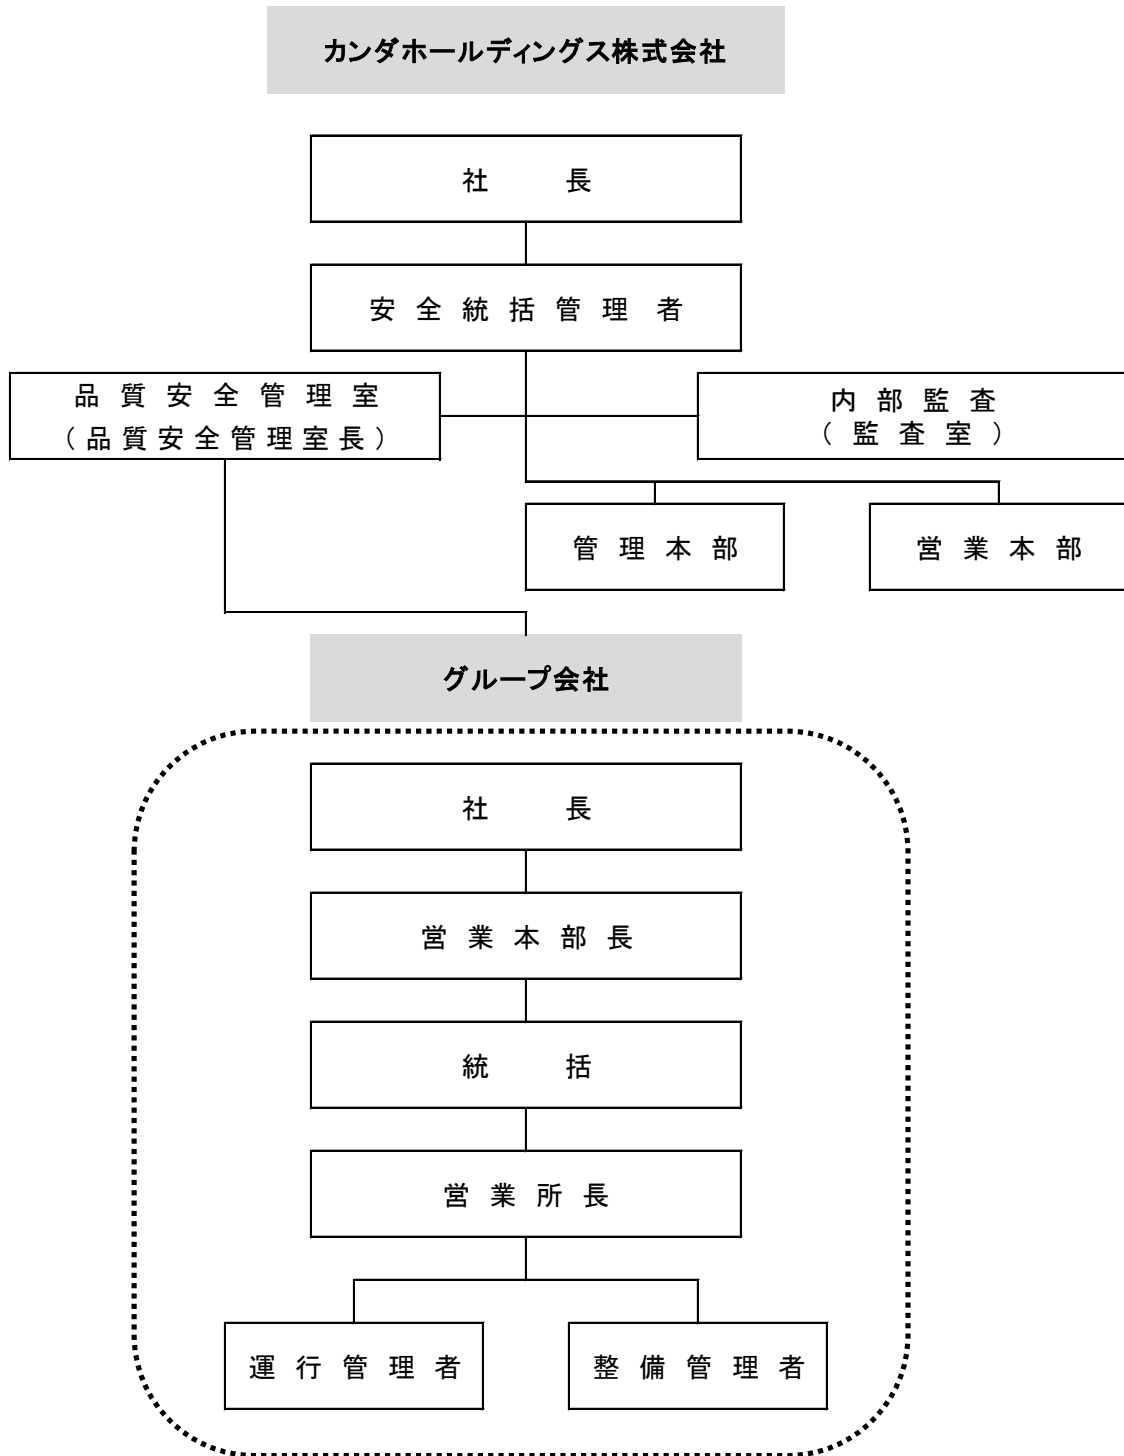 カンダホールディングス株式会社
社長
安全統括管理者
品質安全管理室
（品質安全管理室長）
内部監査
（監査室）
管理本部
営業本部
グループ会社
社長
営業本部長
統括
営業所長
運行管理者
整備管理者